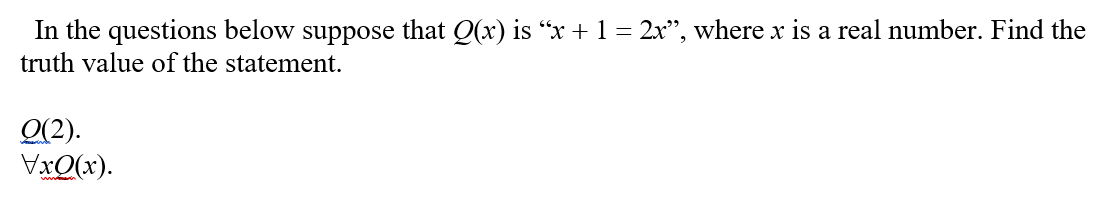 In the questions below suppose that Q(x) is “x + 1 = 2x”, where x is a real number. Find the
truth value of the statement.
Q(2).
∀xQ(x).